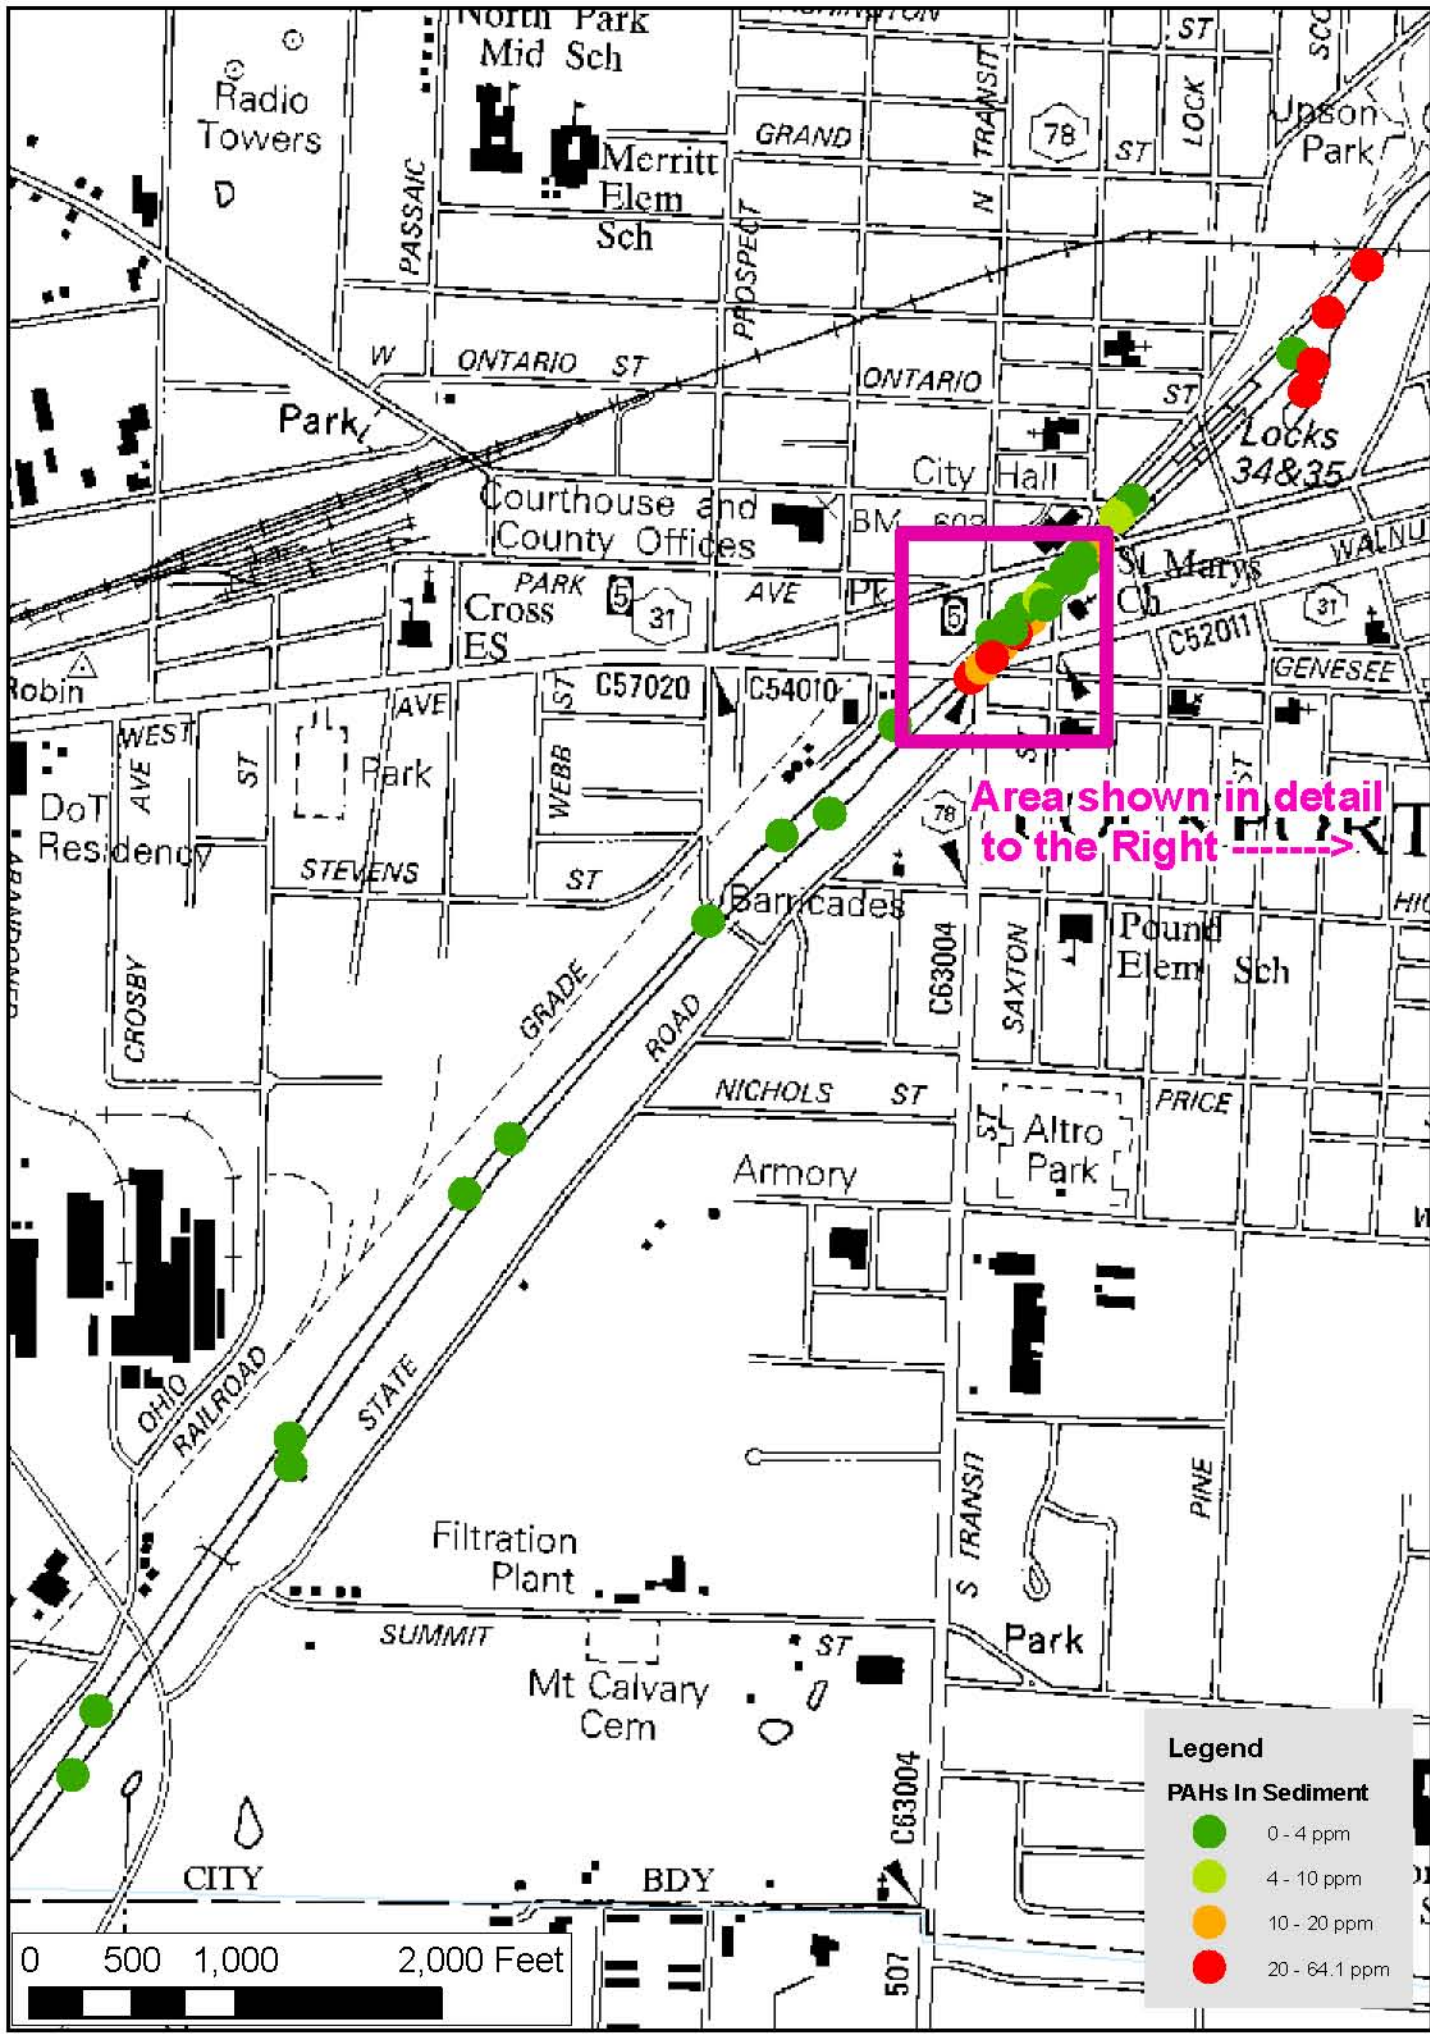 North Park
Mid Sch
ST
Radio
Towers
TRANSIT
N
LOCK
Upson
Park
GRAND
78
ST
Merritt
Elem
Sch
PASSAIC
PROSPECT
W
ONTARIO
ST
ONTARIO
ST
Park
Locks
34&35
City Hall
Courthouse and
County Offices
BM
St Marys
Ch
PARK
5
31
AVE
Pk
5
31
Cross
ES
C52011
GENESEE
Robin
C57020
C54010
AVE
ST
WEST
AVE
ST
Park
WEBB
ST
Area shown in detail
to the Right ------->
78
DoT
Residency
STEVENS
ST
Barricades
Pound
Elem Sch
CROSBY
GRADE
ROAD
C63004
SAXTON
ST
NICHOLS
ST
PRICE
Altro
Park
Armory
OHIO
RAILROAD
STATE
S TRANSIT
PINE
Filtration
Plant
SUMMIT
ST
Park
Mt Calvary
Cem
C63004
CITY
BDY
507
Legend
PAHs In Sediment
0 - 4 ppm
4 - 10 ppm
10 - 20 ppm
20 - 64.1 ppm
0 500 1,000 2,000 Feet